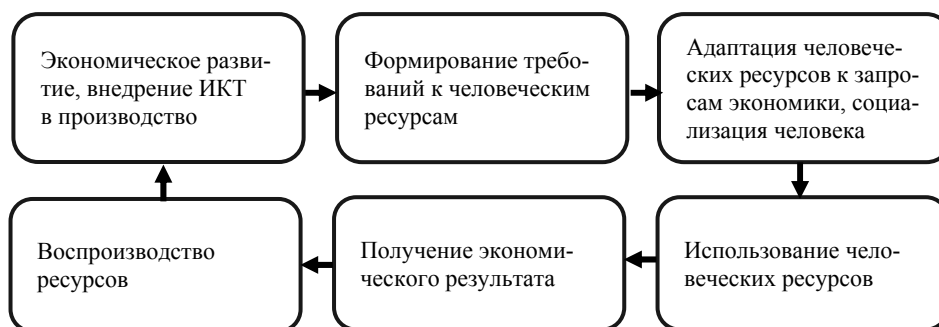 Экономическое разви-
тие, внедрение ИКТ
в производство
Формирование требо-
ваний к человеческим
ресурсам
Адаптация человече-
ских ресурсов к запро-
сам экономики, социа-
лизация человека
Воспроизводство
ресурсов
Получение экономи-
ческого результата
Использование чело-
веческих ресурсов